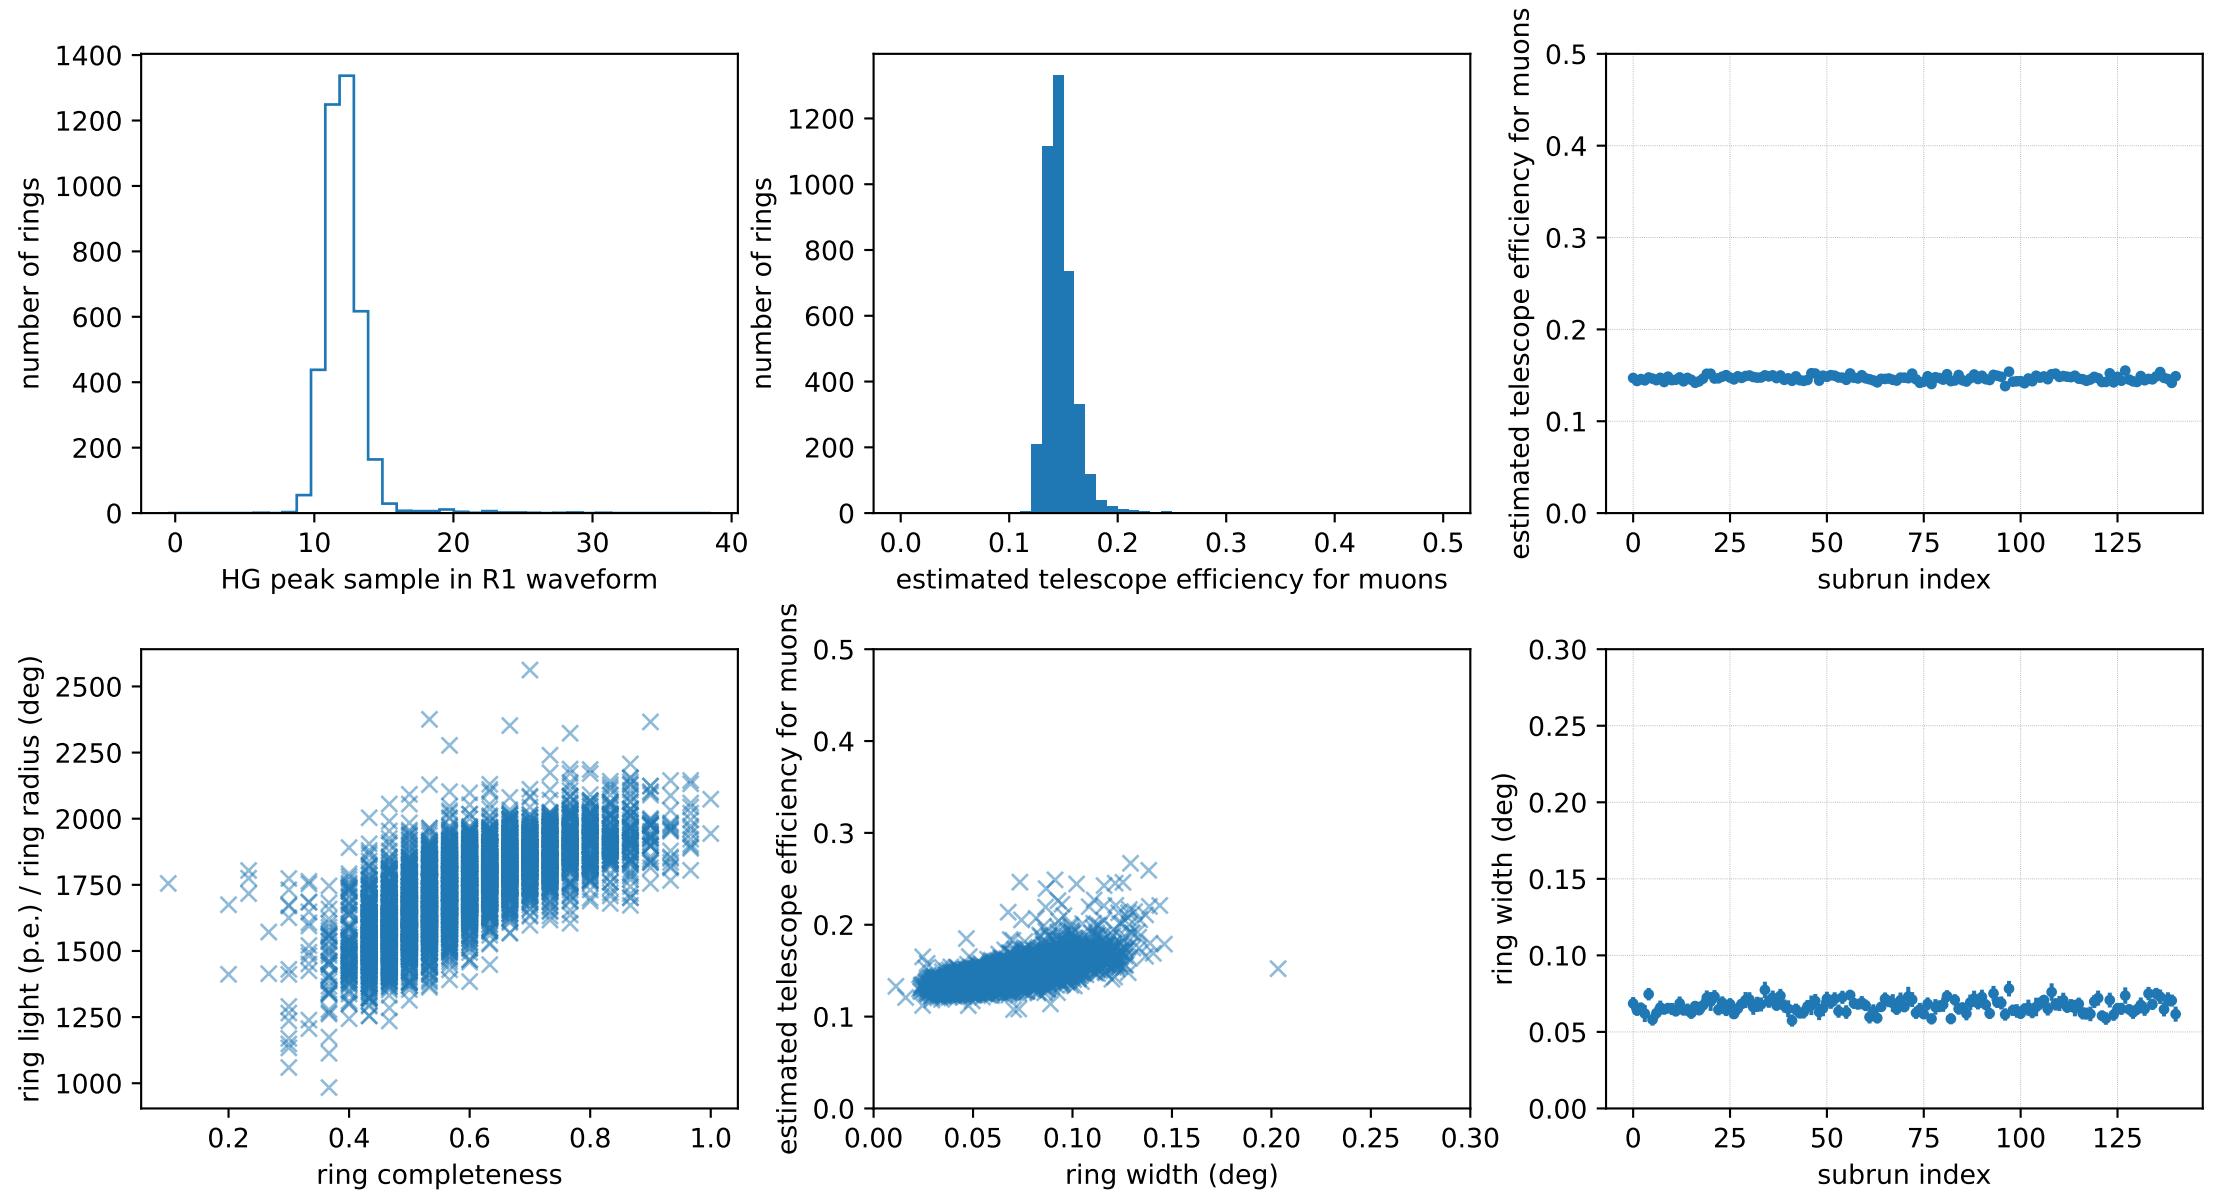 1400
1200
1000
800
600
400
200
0
number of rings
0 10 20 30 40
HG peak sample in R1 waveform
1200
1000
800
600
400
200
0
number of rings
0.0 0.1 0.2 0.3 0.4 0.5
estimated telescope efficiency for muons
0.5
0.4
0.3
0.2
0.1
0.0
estimated telescope efficiency for muons
0 25 50 75 100 125
subrun index
2500
2250
2000
1750
1500
1250
1000
ring light (p.e.) / ring radius (deg)
0.2 0.4 0.6 0.8 1.0
ring completeness
0.5
0.4
0.3
0.2
0.1
0.0
estimated telescope efficiency for muons
0.00 0.05 0.10 0.15 0.20 0.25 0.30
ring width (deg)
0.30
0.25
0.20
0.15
0.10
0.05
0.00
ring width (deg)
0 25 50 75 100 125
subrun index